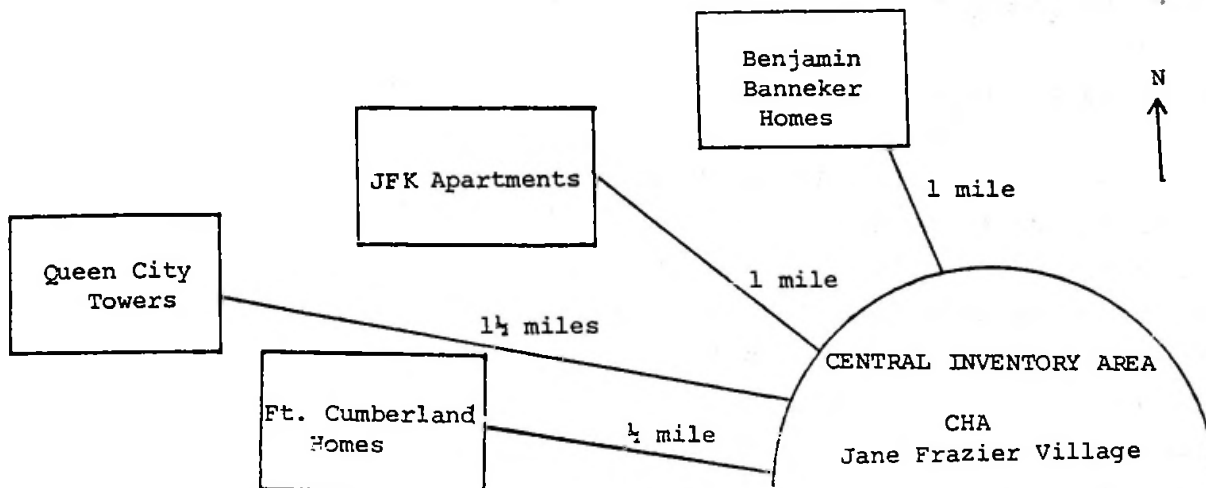 Benjamin
Banneker
Homes
N
JFK Apartments
1 mile
Queen City
Towers
1 mile
1½ miles
CENTRAL INVENTORY AREA
Ft. Cumberland
Homes
½ mile
CHA
Jane Frazier Village